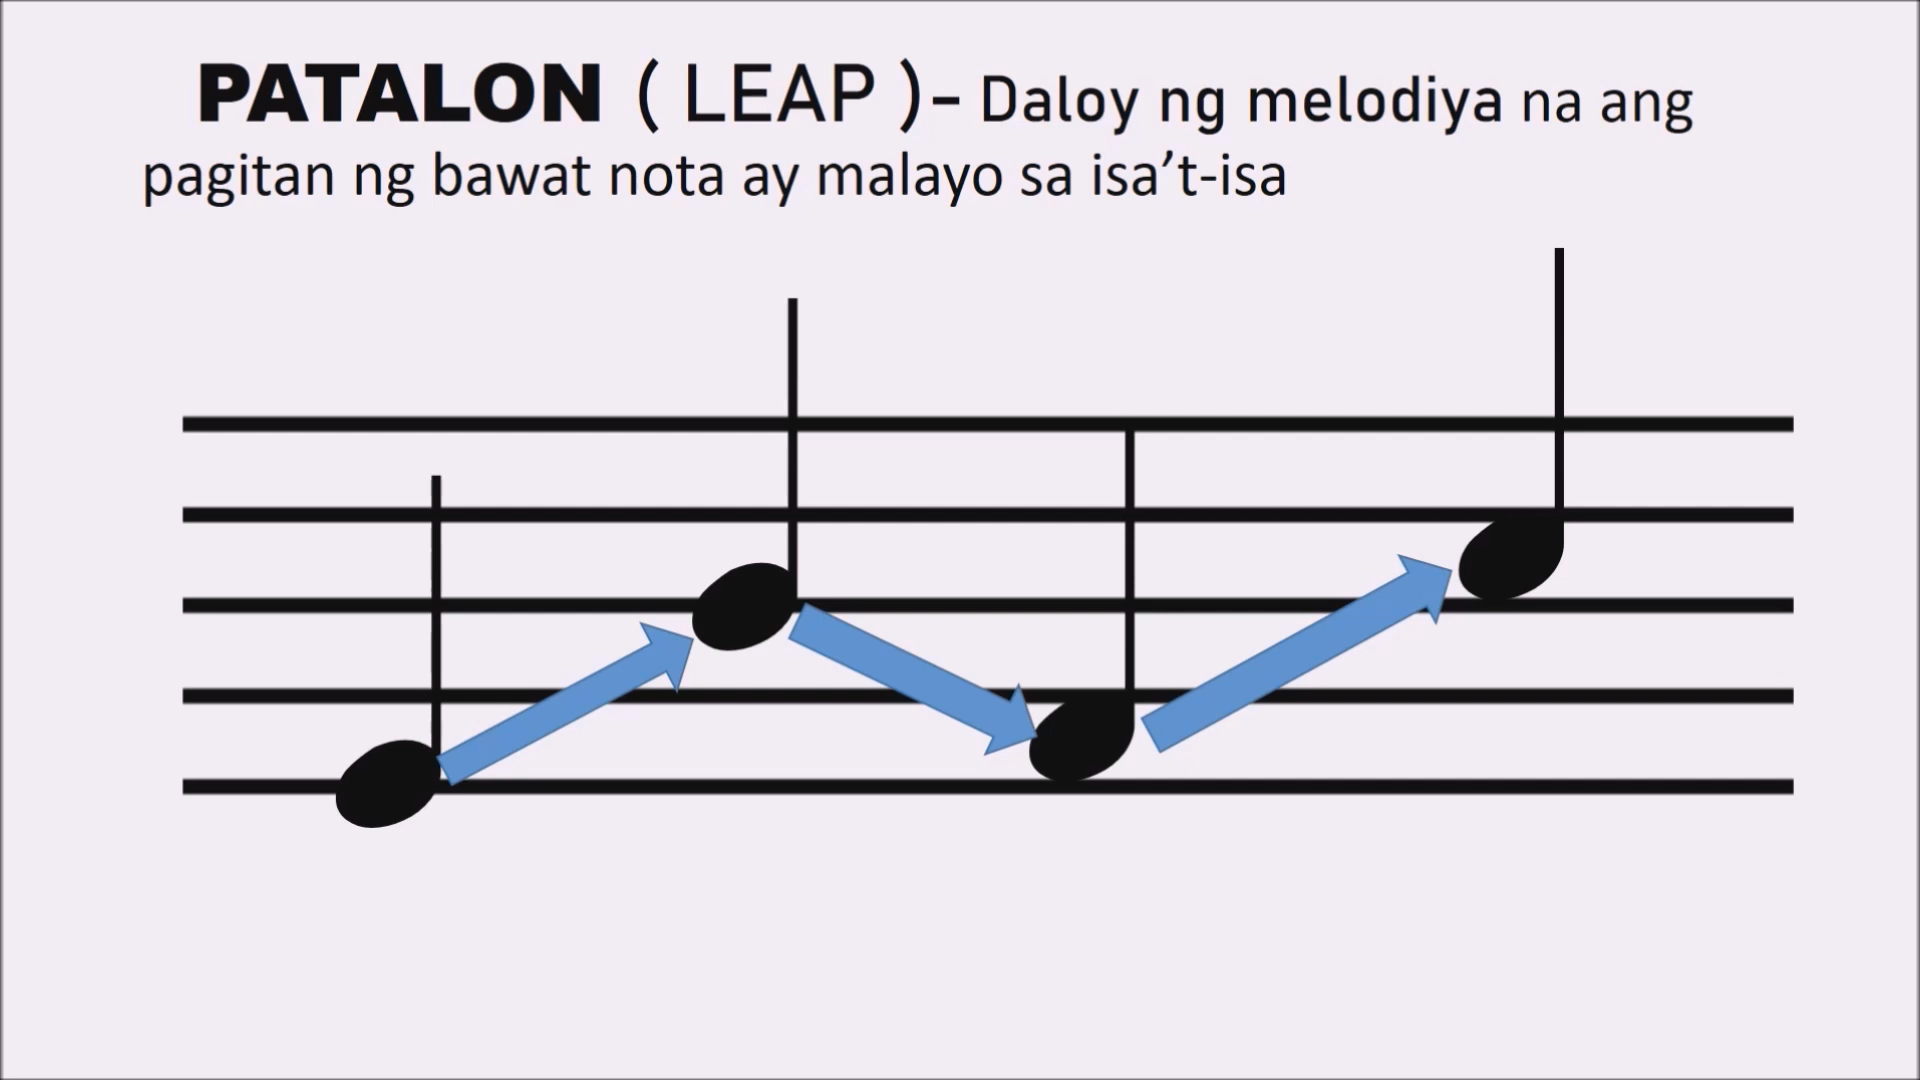 PATALON ( LEAP )– Daloy ng melodiya na ang
pagitan ng bawat nota ay malayo sa isa’t-isa